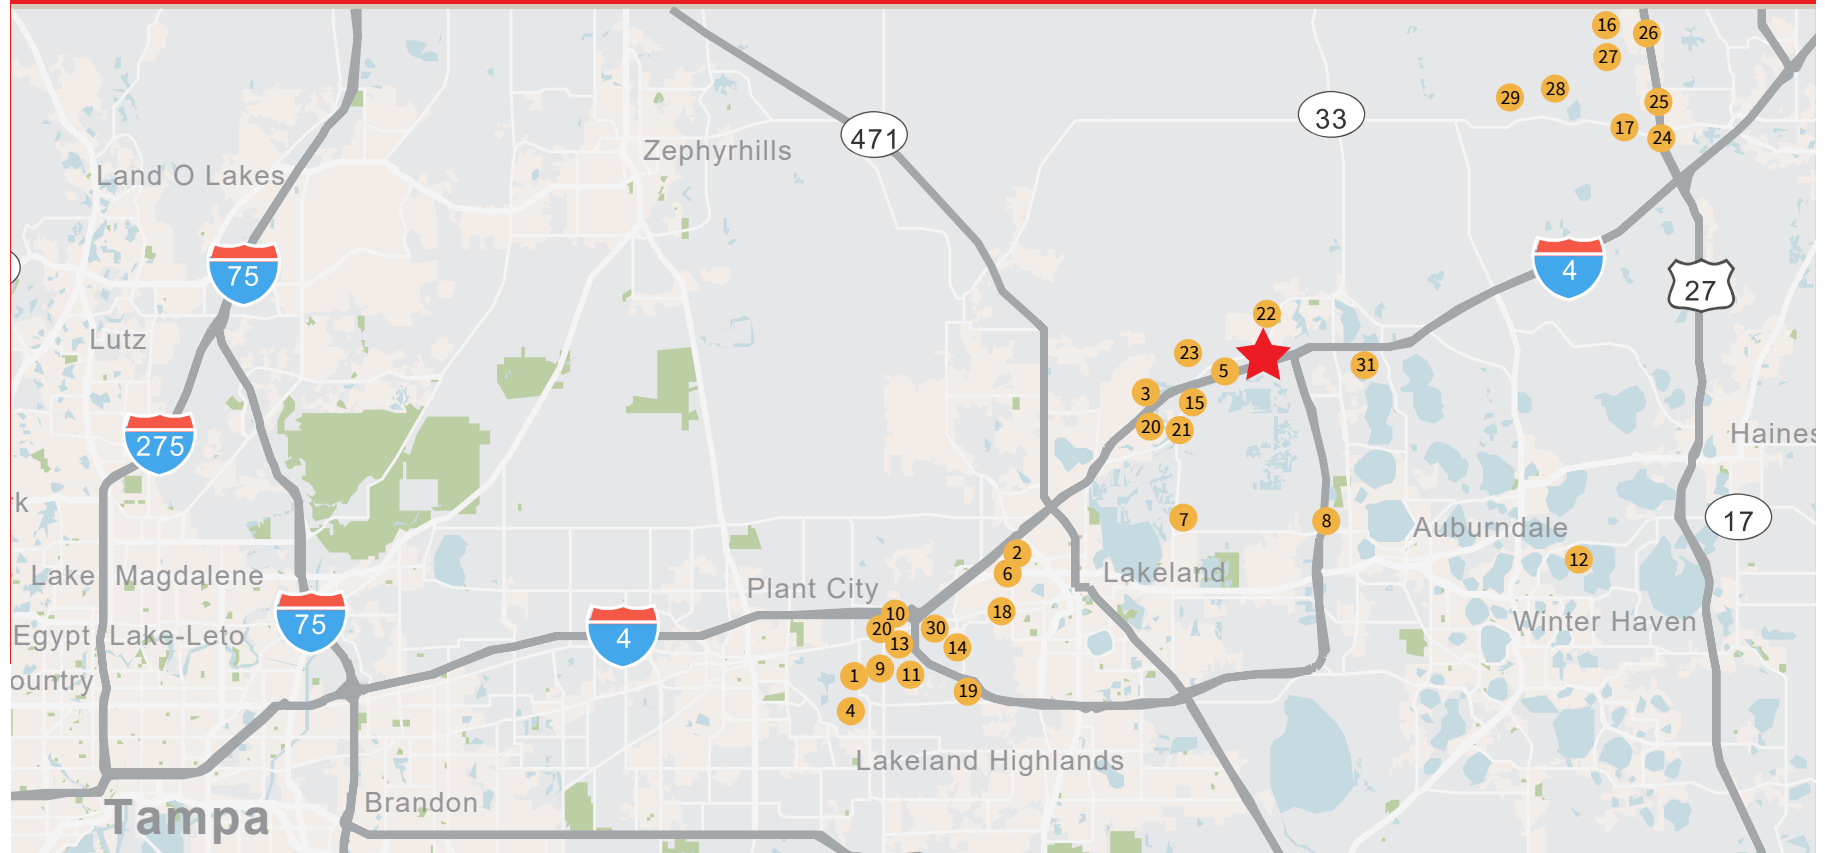 16
26
27
28
29
25
17
24
33
471
Zephyrhills
Land O Lakes
75
4
27
22
Lutz
23
5
31
3
15
20
21
275
Haines
rk
7
8
17
Auburndale
2
12
6
Lakeland
Lake Magdalene
Plant City
75
4
10
18
20
30
Winter Haven
Egypt Lake-Leto
13
14
9
1
11
ountry
19
4
Lakeland Highlands
Brandon
Tampa